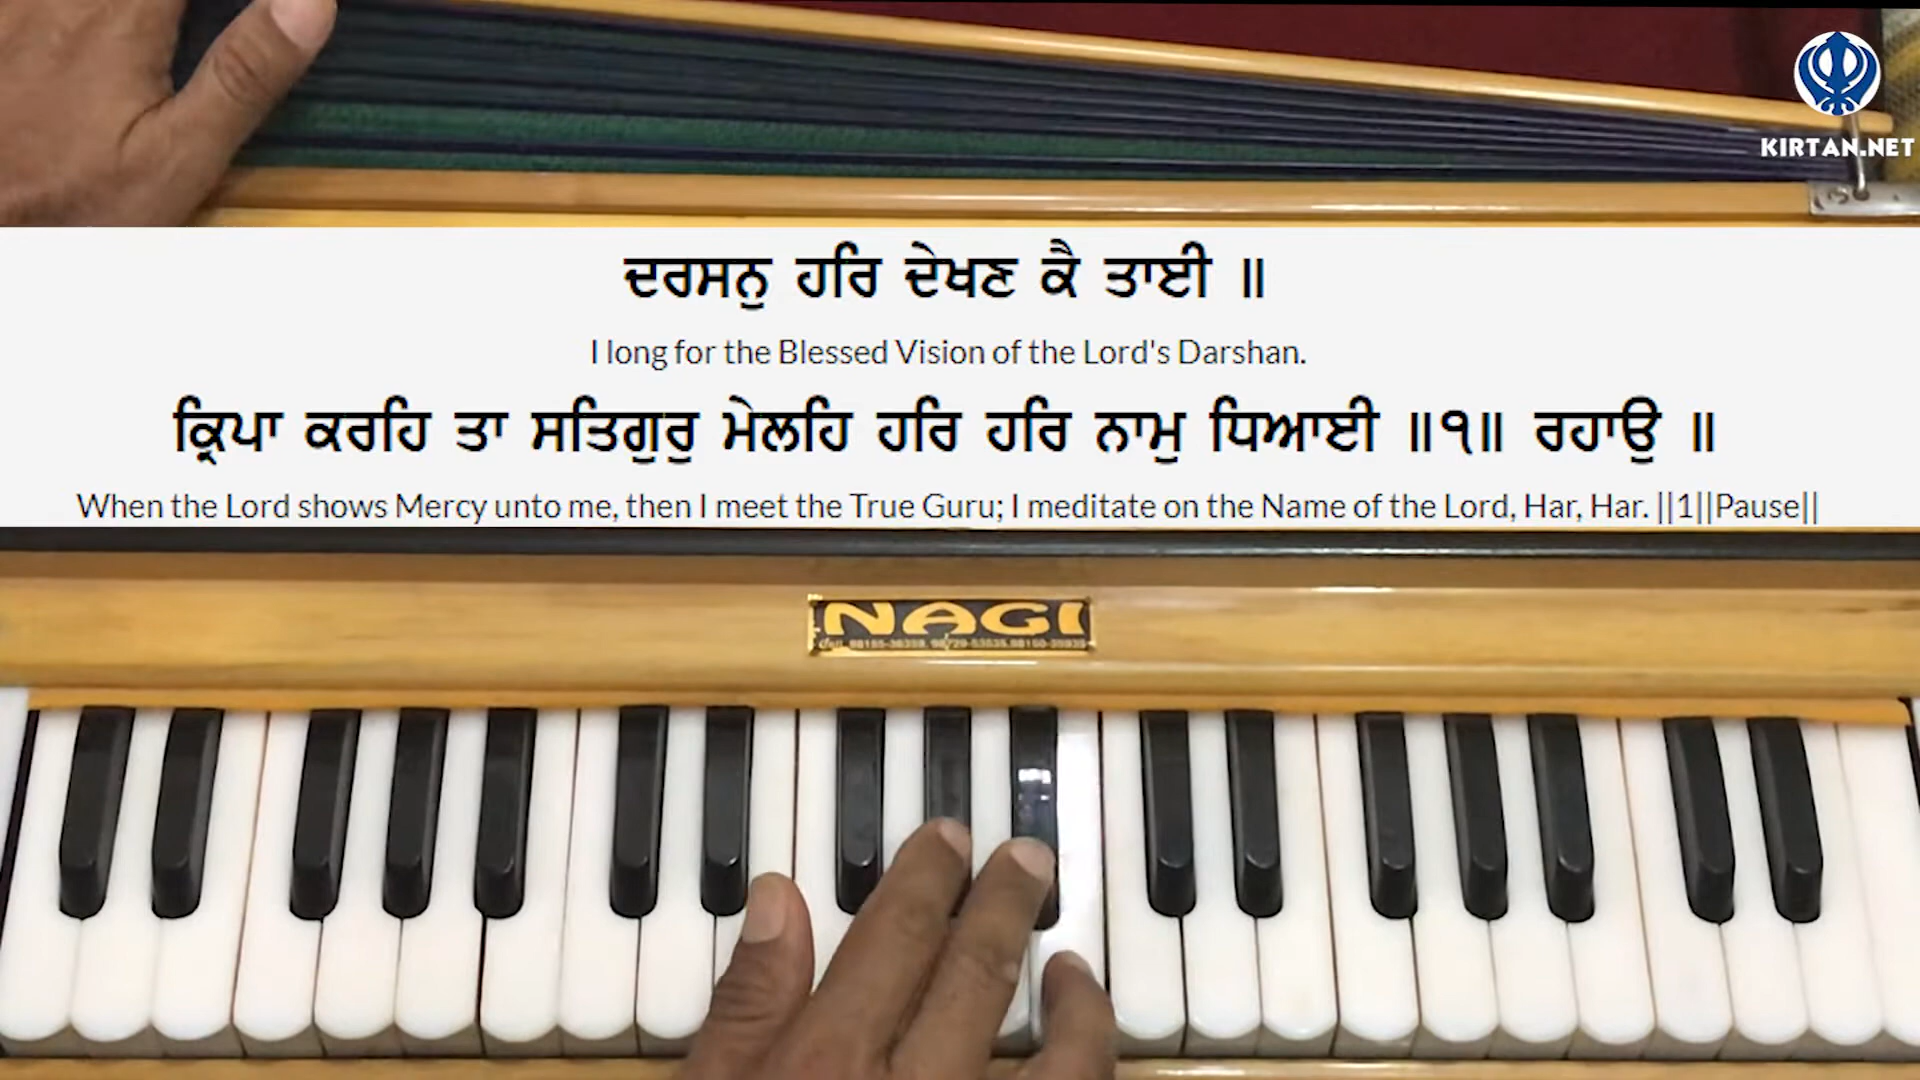 KIRTAN.NET
ਦਰਸਨੁ ਹਰਿ ਦੇਖਣ ਕੈ ਤਾਈ ॥
I long for the Blessed Vision of the Lord's Darshan.
ਕ੍ਰਿਪਾ ਕਰਹਿ ਤਾ ਸਤਿਗੁਰੁ ਮੇਲਹਿ ਹਰਿ ਹਰਿ ਨਾਮੁ ਧਿਆਈ ॥੧॥ ਰਹਾਉ ॥
When the Lord shows Mercy unto me, then I meet the True Guru; I meditate on the Name of the Lord, Har, Har. ||1||Pause||
NAGI